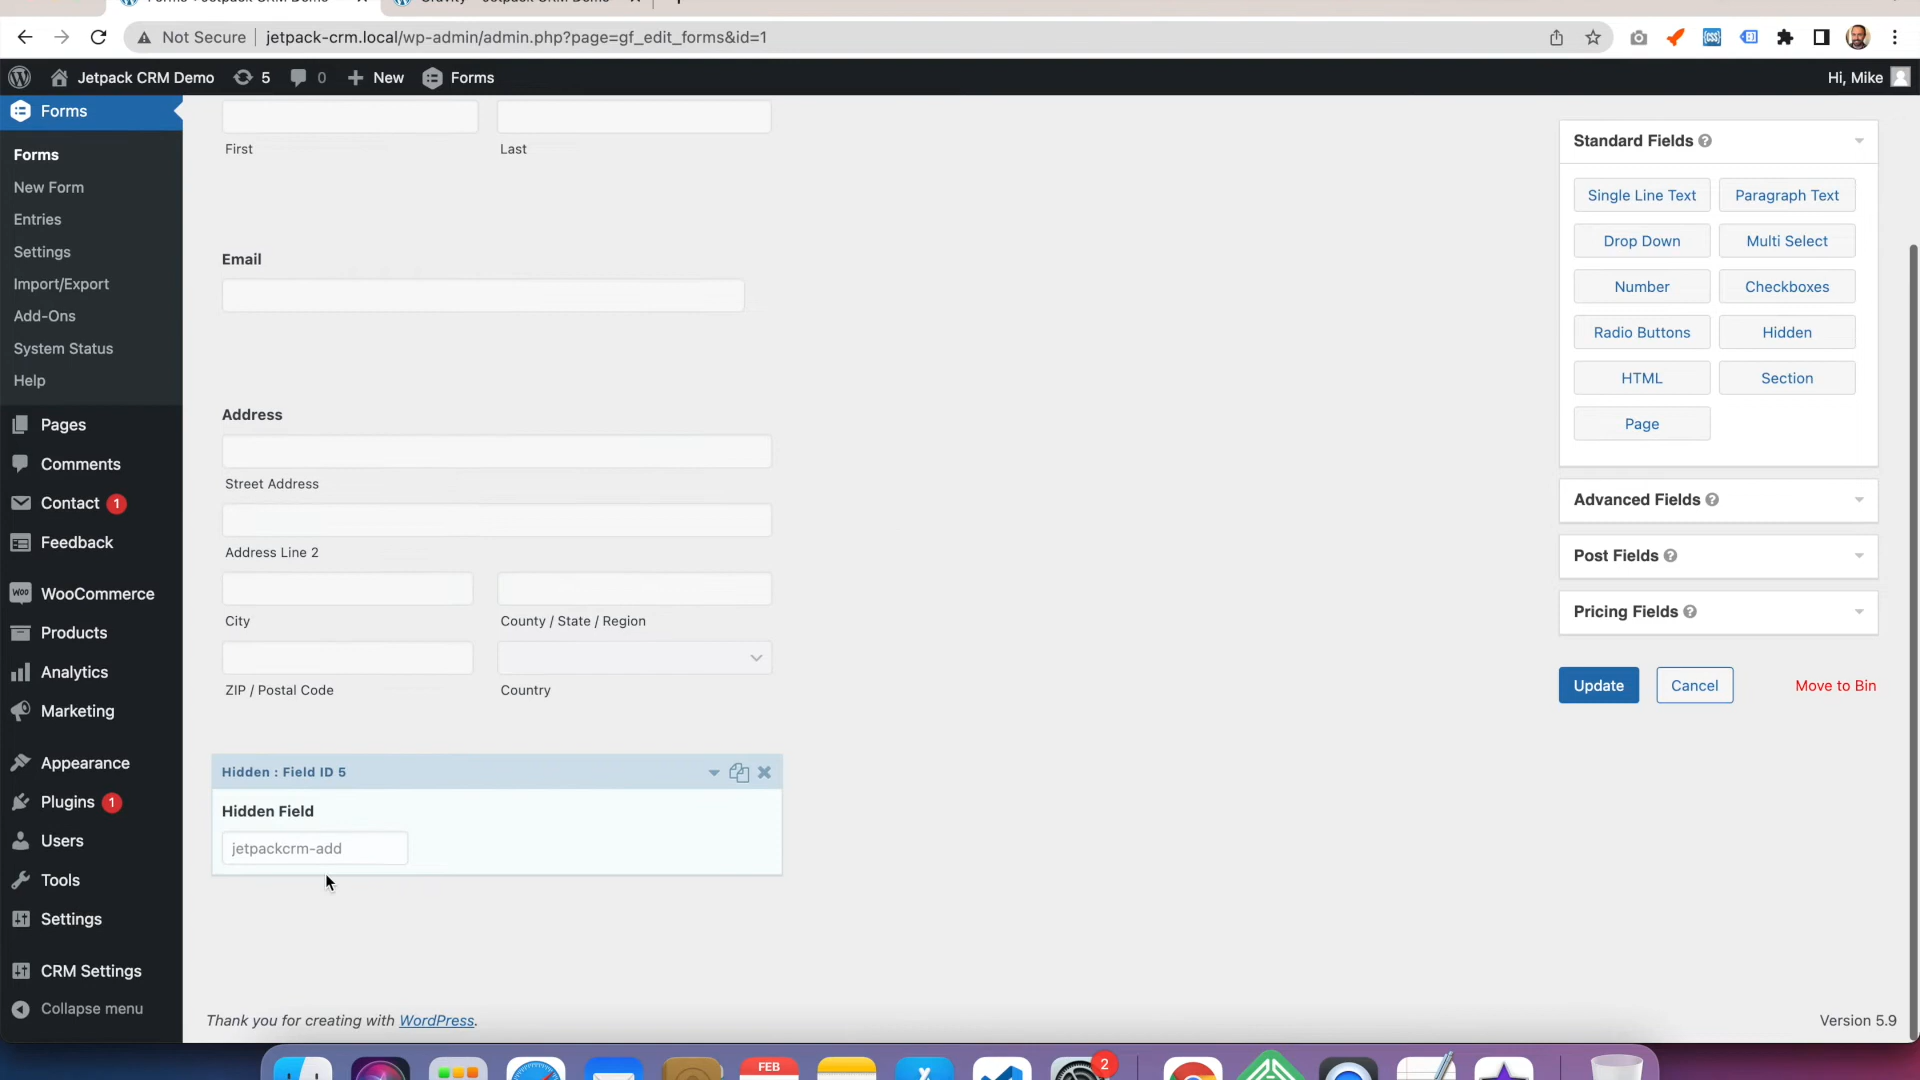 Not Secure
jetpack-crm.local/wp-admin/admin.php?page=gf_edit_forms&id=1
Jetpack CRM Demo
5
0
New
Forms
Hi, Mike
Forms
Forms
New Form
Entries
Settings
Import/Export
Add-Ons
System Status
Help
Pages
Comments
Contact 1
Feedback
WooCommerce
Products
Analytics
Marketing
Appearance
Plugins 1
Users
Tools
Settings
CRM Settings
Collapse menu
First
Last
Email
Address
Street Address
Address Line 2
City
County / State / Region
ZIP / Postal Code
Country
Hidden : Field ID 5
Hidden Field
jetpackcrm-add
Standard Fields
Single Line Text
Paragraph Text
Drop Down
Multi Select
Number
Checkboxes
Radio Buttons
Hidden
HTML
Section
Page
Advanced Fields
Post Fields
Pricing Fields
Update
Cancel
Move to Bin
Thank you for creating with WordPress.
Version 5.9
FEB
2